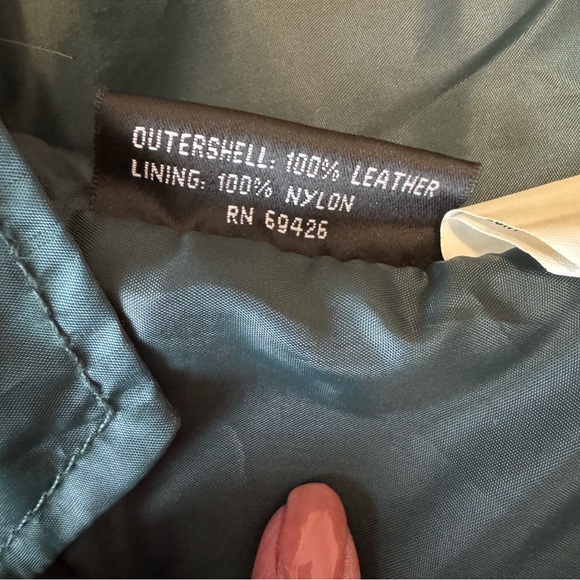 OUTERSHELL: 100% LEATHER
LINING: 100% NYLON
RN 69426